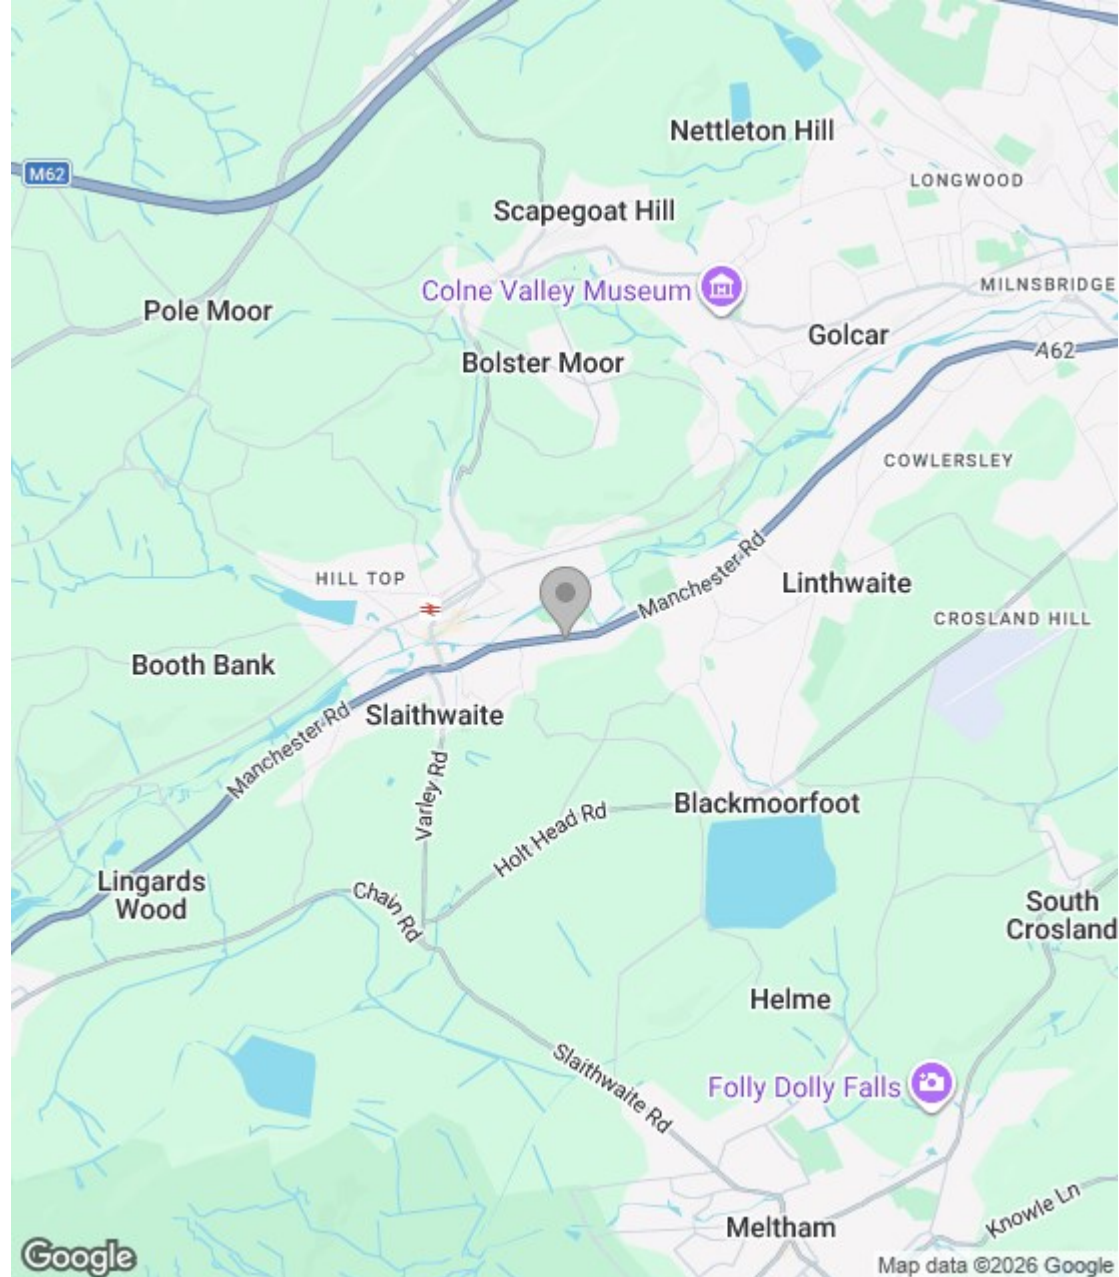 Nettleton Hill
M62
LONGWOOD
Scapegoat Hill
Colne Valley Museum
MILNSBRIDGE
Pole Moor
Golcar
A62
Bolster Moor
COWLERSLEY
Manchester Rd
HILL TOP
Linthwaite
CROSLAND HILL
Booth Bank
Slaithwaite
Manchester Rd
Varley Rd
Blackmoorfoot
Holt Head Rd
Lingards
Wood
Chain Rd
South
Crosland
Helme
Slaithwaite Rd
Folly Dolly Falls
Knowle Ln
Meltham
Google
Map data ©2026 Google